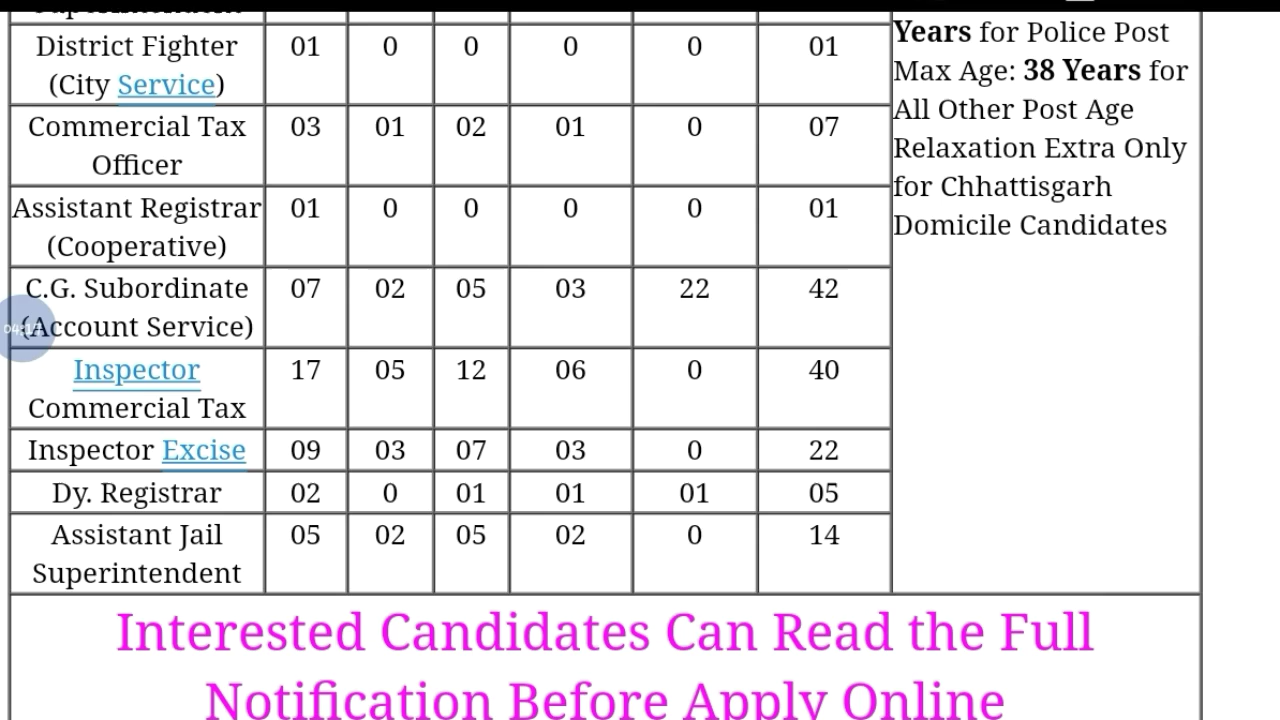 District Fighter 01 0 0 0 0 01
(City Service)
Commercial Tax 03 01 02 01 0 07
Officer
Assistant Registrar 01 0 0 0 0 01
(Cooperative)
C.G. Subordinate 07 02 05 03 22 42
(Account Service)
Inspector 17 05 12 06 0 40
Commercial Tax
Inspector Excise 09 03 07 03 0 22
Dy. Registrar 02 0 01 01 01 05
Assistant Jail 05 02 05 02 0 14
Superintendent
Years for Police Post
Max Age: 38 Years for
All Other Post Age
Relaxation Extra Only
for Chhattisgarh
Domicile Candidates
Interested Candidates Can Read the Full
Notification Before Apply Online